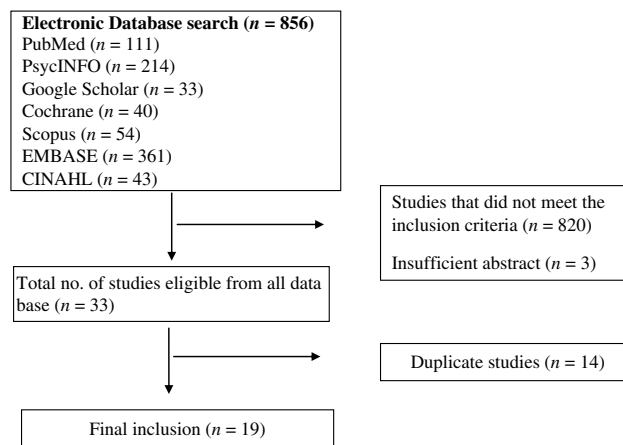 Electronic Database search (n = 856)
PubMed (n = 111)
PsycINFO (n = 214)
Google Scholar (n = 33)
Cochrane (n = 40)
Scopus (n = 54)
EMBASE (n = 361)
CINAHL (n = 43)
Studies that did not meet the
inclusion criteria (n = 820)
Insufficient abstract (n = 3)
Total no. of studies eligible from all data
base (n = 33)
Duplicate studies (n = 14)
Final inclusion (n = 19)